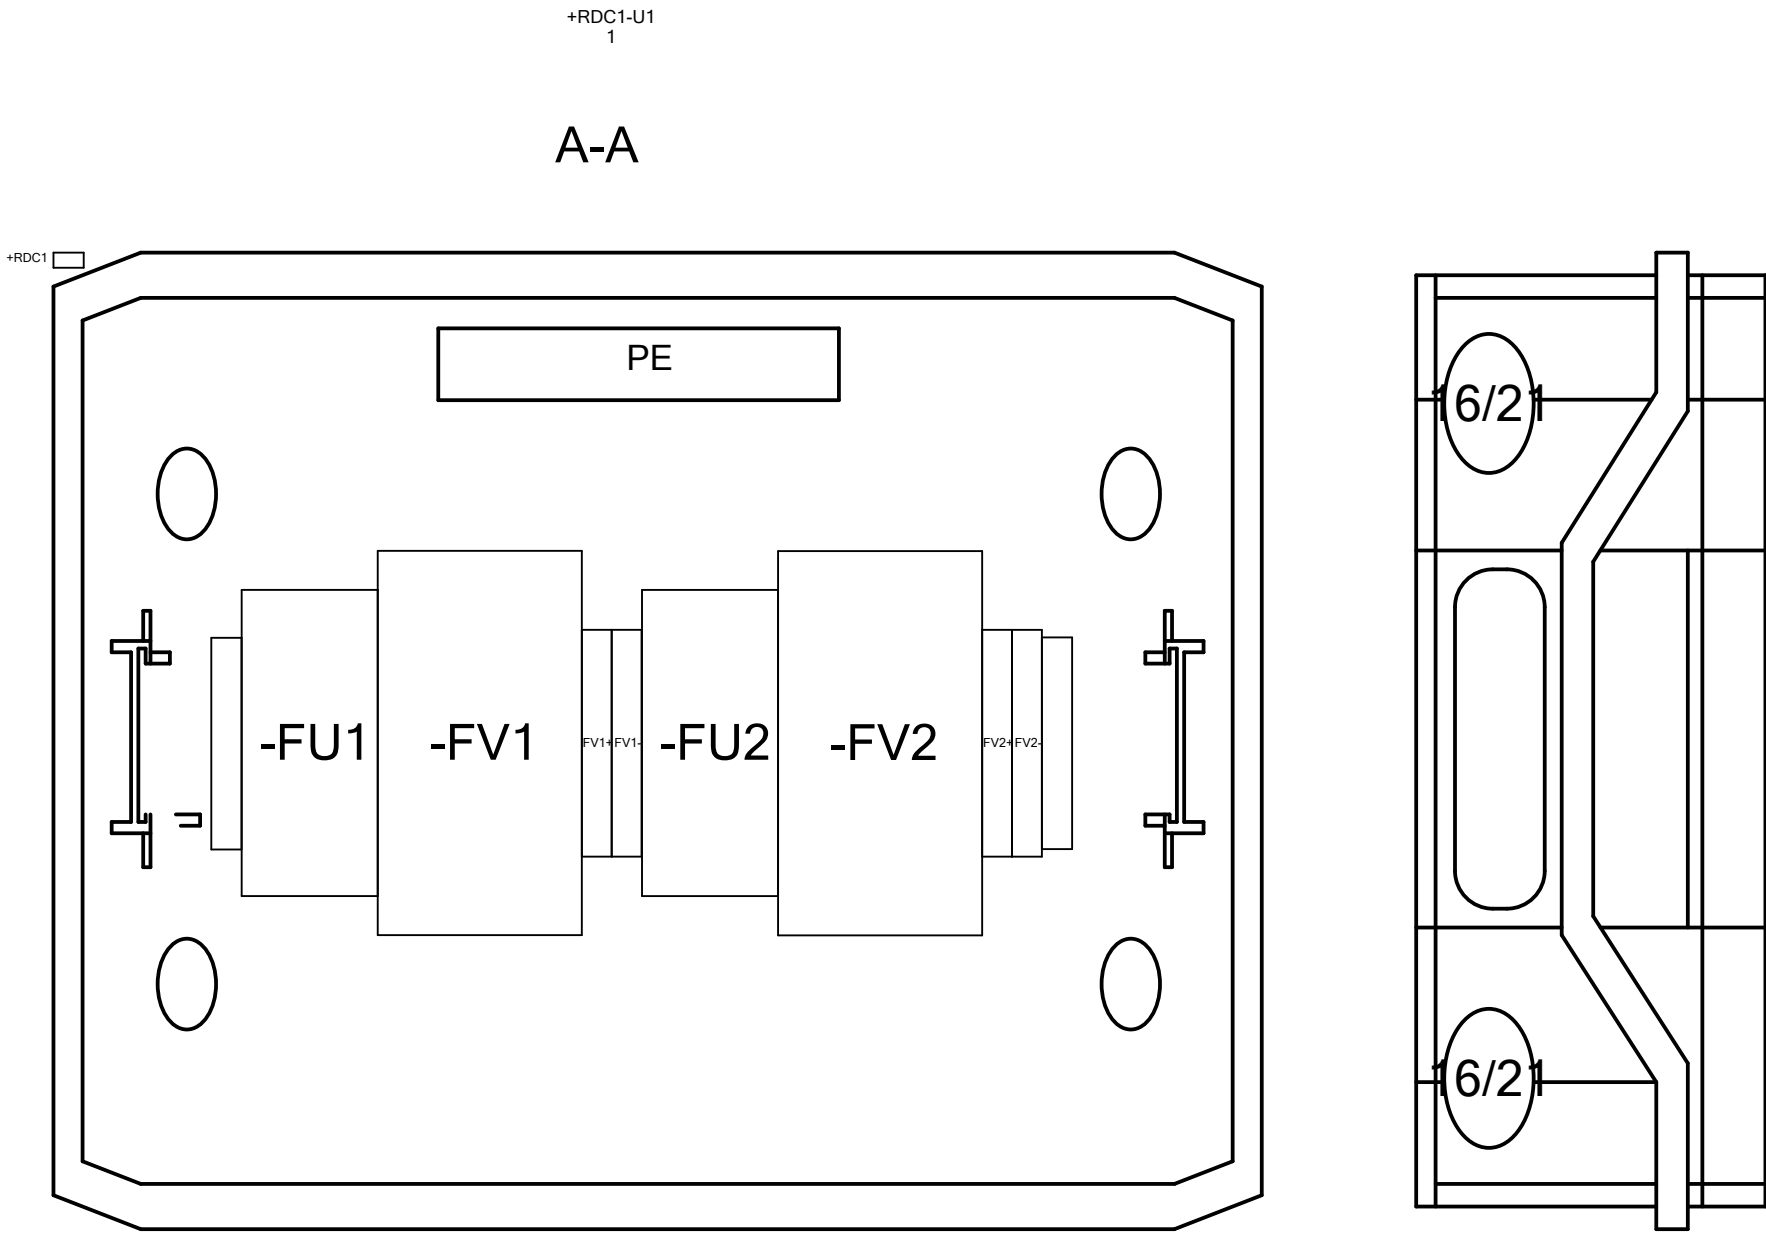 +RDC1-U1
1
A-A
+RDC1
PE
16/21
-FU1 -FV1 FV1+ FV1- -FU2 -FV2 FV2+ FV2-
16/21